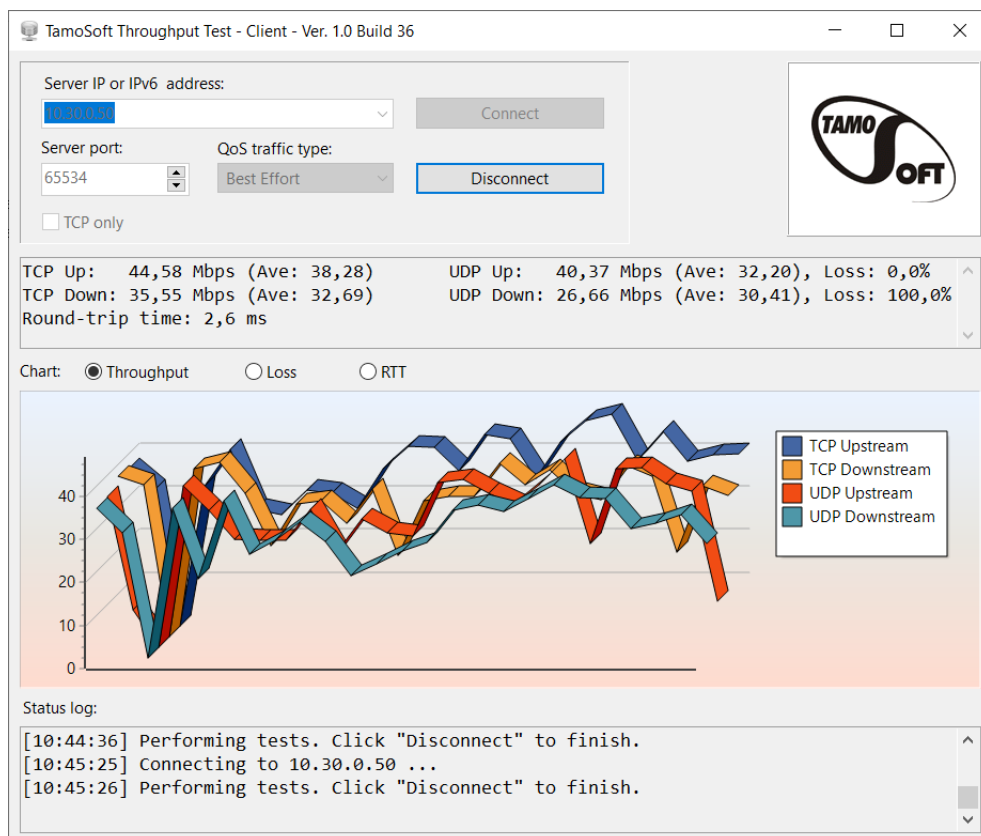 TamoSoft Throughput Test - Client - Ver. 1.0 Build 36
Server IP or IPv6 address:
10.30.0.50
Connect
Server port:
QoS traffic type:
65534
Best Effort
Disconnect
TCP only
TAMO
SOFT
TCP Up: 44,58 Mbps (Ave: 38,28) UDP Up: 40,37 Mbps (Ave: 32,20), Loss: 0,0%
TCP Down: 35,55 Mbps (Ave: 32,69) UDP Down: 26,66 Mbps (Ave: 30,41), Loss: 100,0%
Round-trip time: 2,6 ms
Chart: Throughput Loss RTT
TCP Upstream
TCP Downstream
UDP Upstream
UDP Downstream
40
30
20
10
0
Status log:
[10:44:36] Performing tests. Click "Disconnect" to finish.
[10:45:25] Connecting to 10.30.0.50 ...
[10:45:26] Performing tests. Click "Disconnect" to finish.